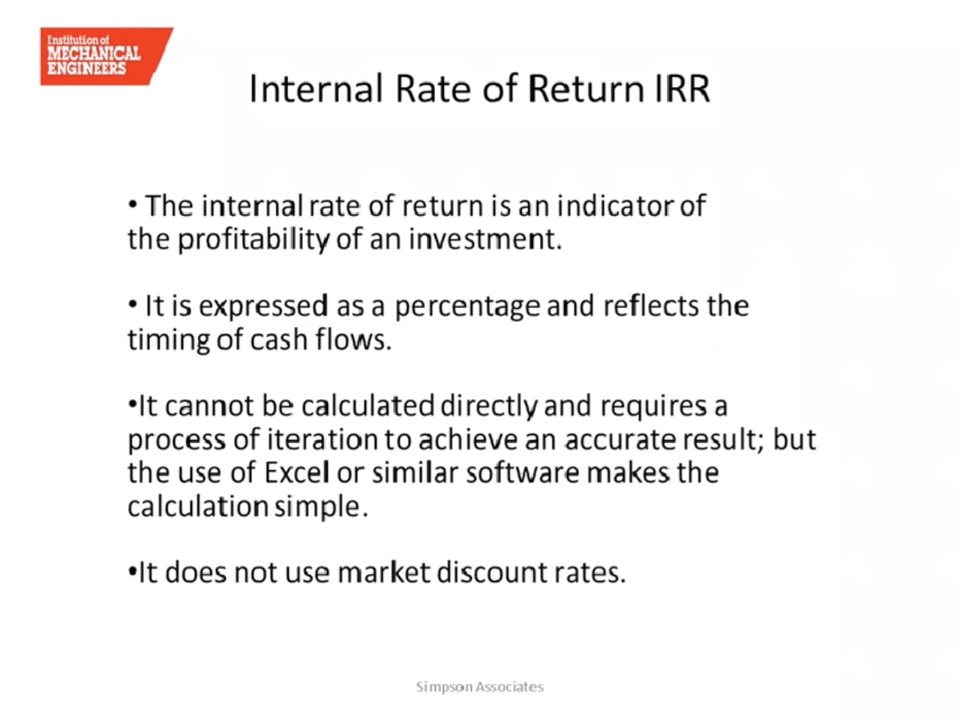 Institution of
MECHANICAL
ENGINEERS
Internal Rate of Return IRR
• The internal rate of return is an indicator of
the profitability of an investment.
• It is expressed as a percentage and reflects the
timing of cash flows.
•It cannot be calculated directly and requires a
process of iteration to achieve an accurate result; but
the use of Excel or similar software makes the
calculation simple.
•It does not use market discount rates.
Simpson Associates